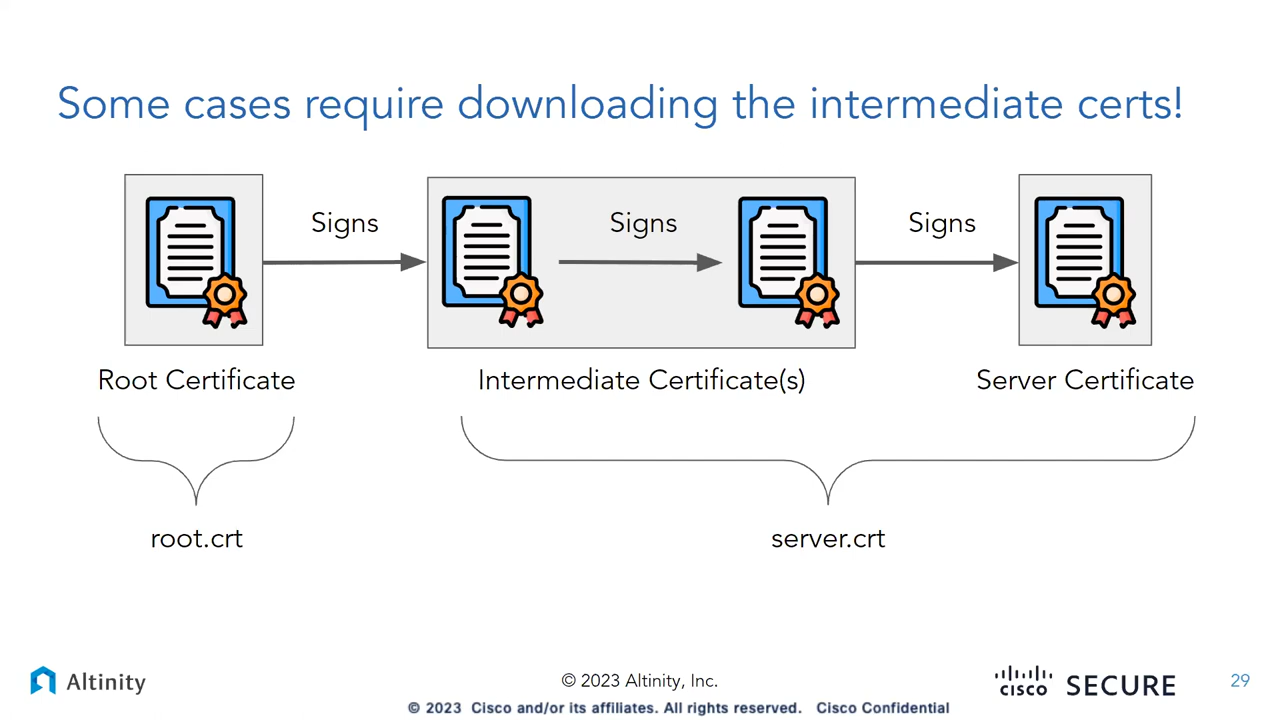 Some cases require downloading the intermediate certs!
Signs
Signs
Signs
Root Certificate
Intermediate Certificate(s)
Server Certificate
root.crt
server.crt
Altinity
© 2023 Altinity, Inc.
cisco SECURE
29
© 2023 Cisco and/or its affiliates. All rights reserved. Cisco Confidential